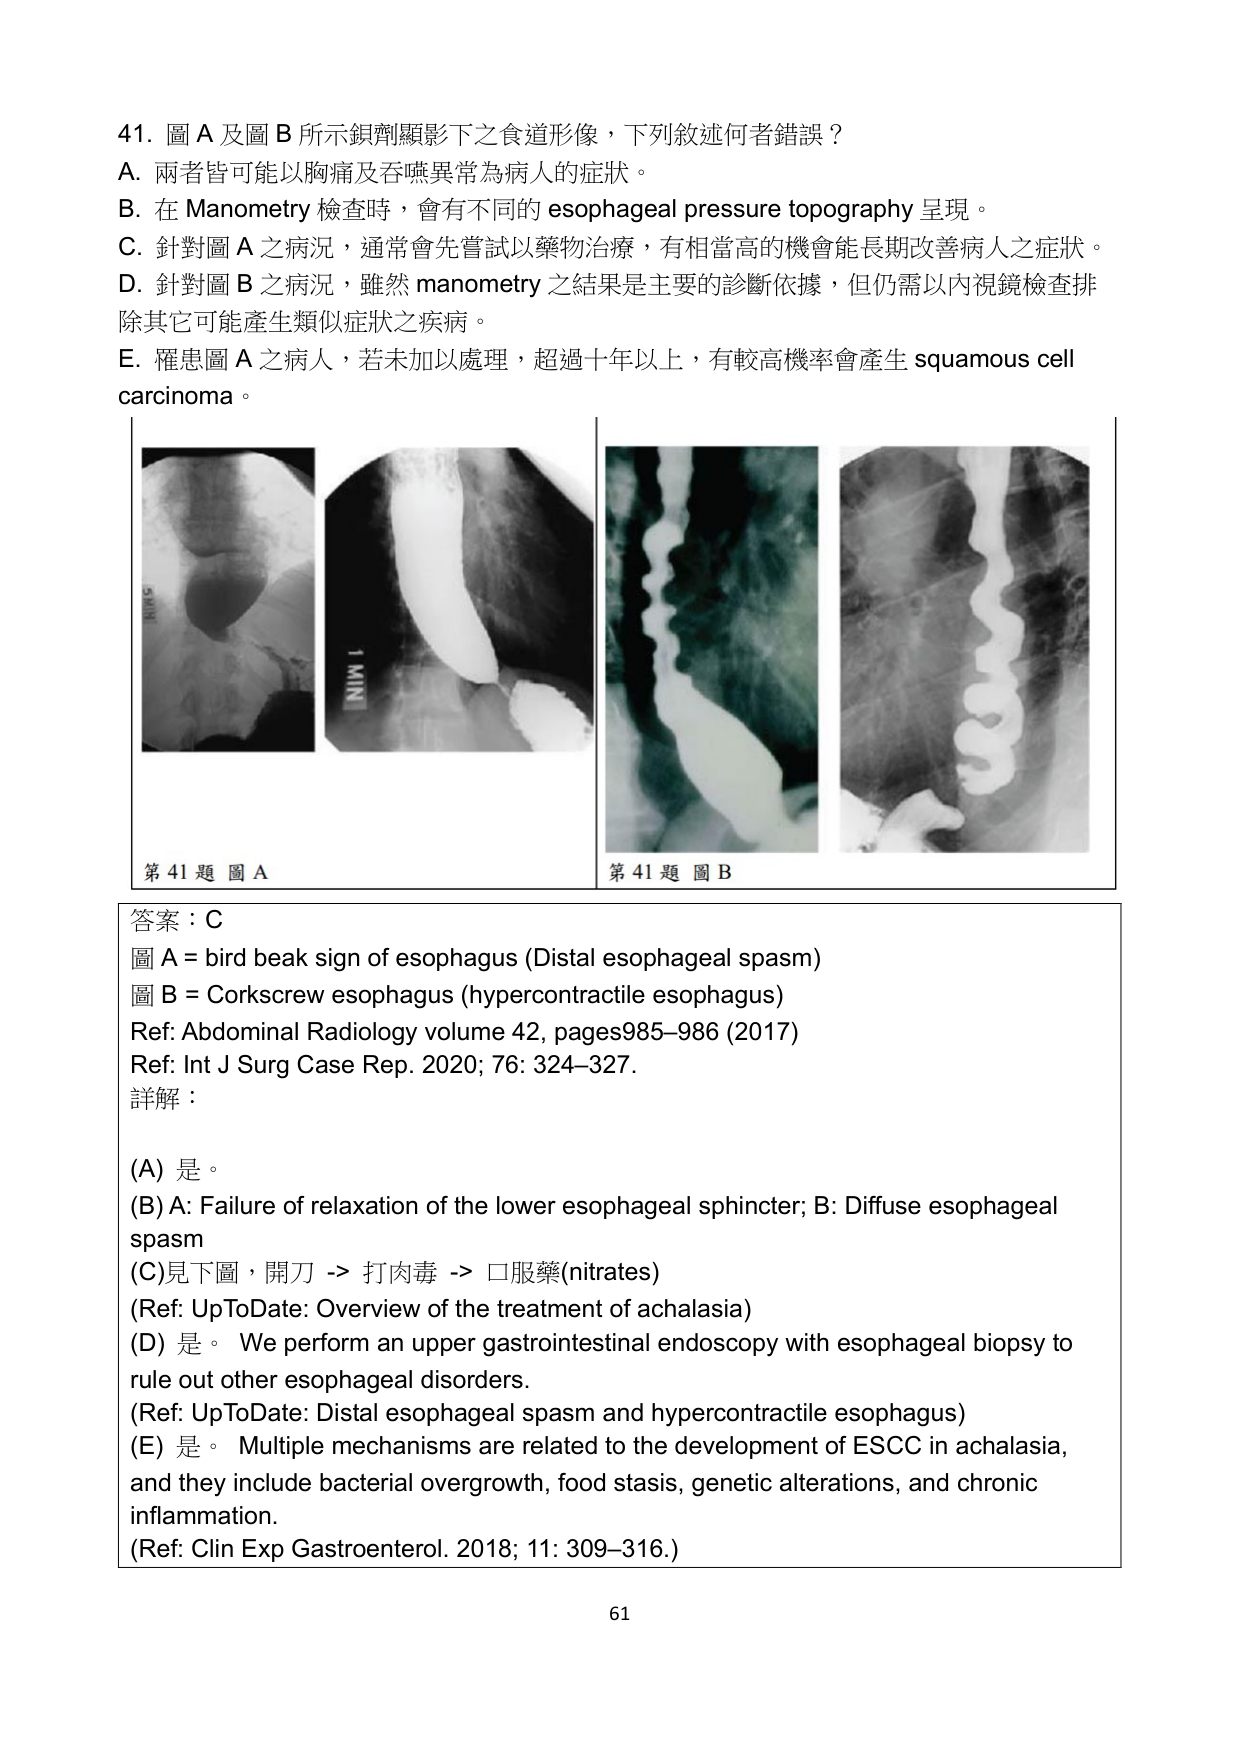 41. 圖 A 及圖 B 所示鋇劑顯影下之食道形像，下列敘述何者錯誤？
A. 兩者皆可能以胸痛及吞嚥異常為病人的症狀。
B. 在 Manometry 檢查時，會有不同的 esophageal pressure topography 呈現。
C. 針對圖 A 之病況，通常會先嘗試以藥物治療，有相當高的機會能長期改善病人之症狀。
D. 針對圖 B 之病況，雖然 manometry 之結果是主要的診斷依據，但仍需以內視鏡檢查排
除其它可能產生類似症狀之疾病。
E. 罹患圖 A 之病人，若未加以處理，超過十年以上，有較高機率會產生 squamous cell
carcinoma。
5 MIN
1 MIN
第 41 題 圖 A
第 41 題 圖 B
答案：C
圖 A = bird beak sign of esophagus (Distal esophageal spasm)
圖 B = Corkscrew esophagus (hypercontractile esophagus)
Ref: Abdominal Radiology volume 42, pages985–986 (2017)
Ref: Int J Surg Case Rep. 2020; 76: 324–327.
詳解：
(A) 是。
(B) A: Failure of relaxation of the lower esophageal sphincter; B: Diffuse esophageal
spasm
(C)見下圖，開刀 -> 打肉毒 -> 口服藥(nitrates)
(Ref: UpToDate: Overview of the treatment of achalasia)
(D) 是。 We perform an upper gastrointestinal endoscopy with esophageal biopsy to
rule out other esophageal disorders.
(Ref: UpToDate: Distal esophageal spasm and hypercontractile esophagus)
(E) 是。 Multiple mechanisms are related to the development of ESCC in achalasia,
and they include bacterial overgrowth, food stasis, genetic alterations, and chronic
inflammation.
(Ref: Clin Exp Gastroenterol. 2018; 11: 309–316.)
61